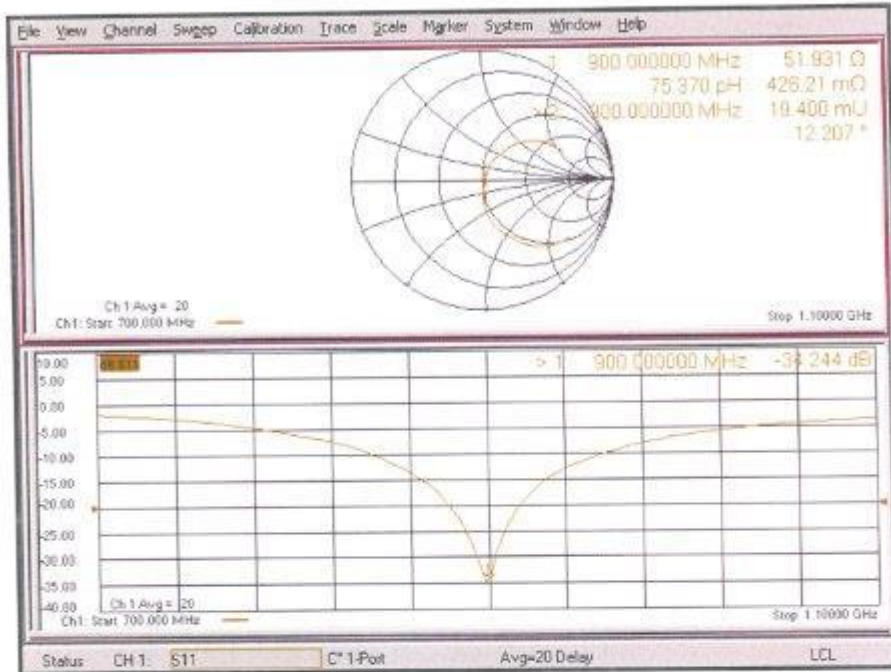 File View Channel Sweep Calibration Trace Scale Marker System Window Help
1 900.000000 MHz 51.931 Ω
75.370 pH 426.21 mΩ
> 2 900.000000 MHz 19.400 mU
12.207 °
Ch 1 Avg = 20
Ch1: Start 700.000 MHz
Stop 1.10000 GHz
10.00
> 1 900.000000 MHz -34.244 dB
5.00
0.00
-5.00
-10.00
-15.00
-20.00
-25.00
-30.00
-35.00
-40.00
Ch 1 Avg = 20
Ch1: Start 700.000 MHz
Stop 1.10000 GHz
Status CH 1: S11 C* 1-Port Avg=20 Delay LCL